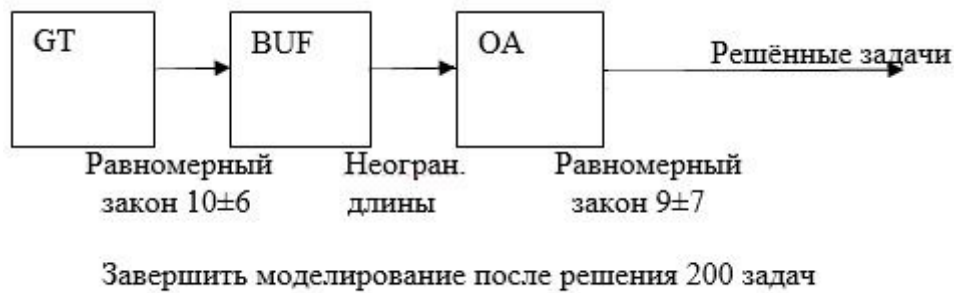 GT
BUF
OA
Решённые задачи
Равномерный
закон 10±6
Неогран.
длины
Равномерный
закон 9±7
Завершить моделирование после решения 200 задач